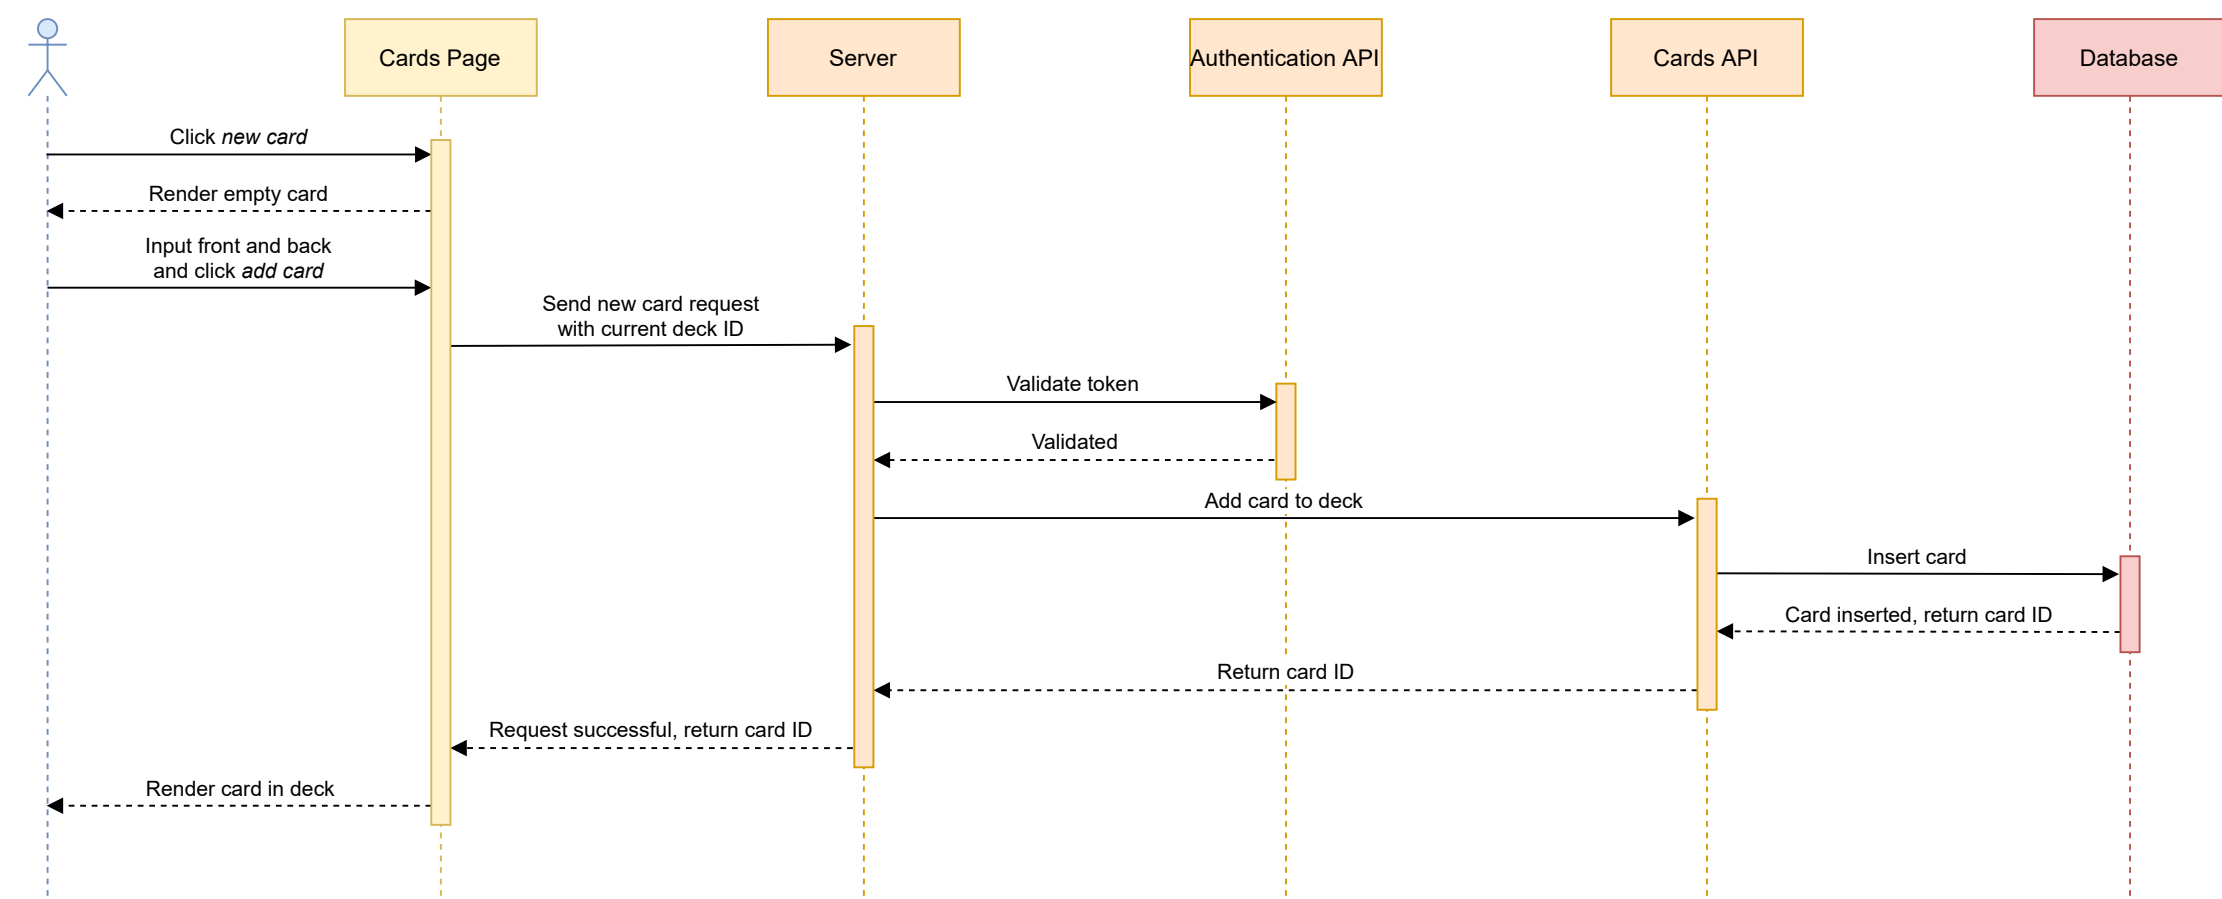 Cards Page
Server
Authentication API
Cards API
Database
Click new card
Render empty card
Input front and back
and click add card
Send new card request
with current deck ID
Validate token
Validated
Add card to deck
Insert card
Card inserted, return card ID
Return card ID
Request successful, return card ID
Render card in deck